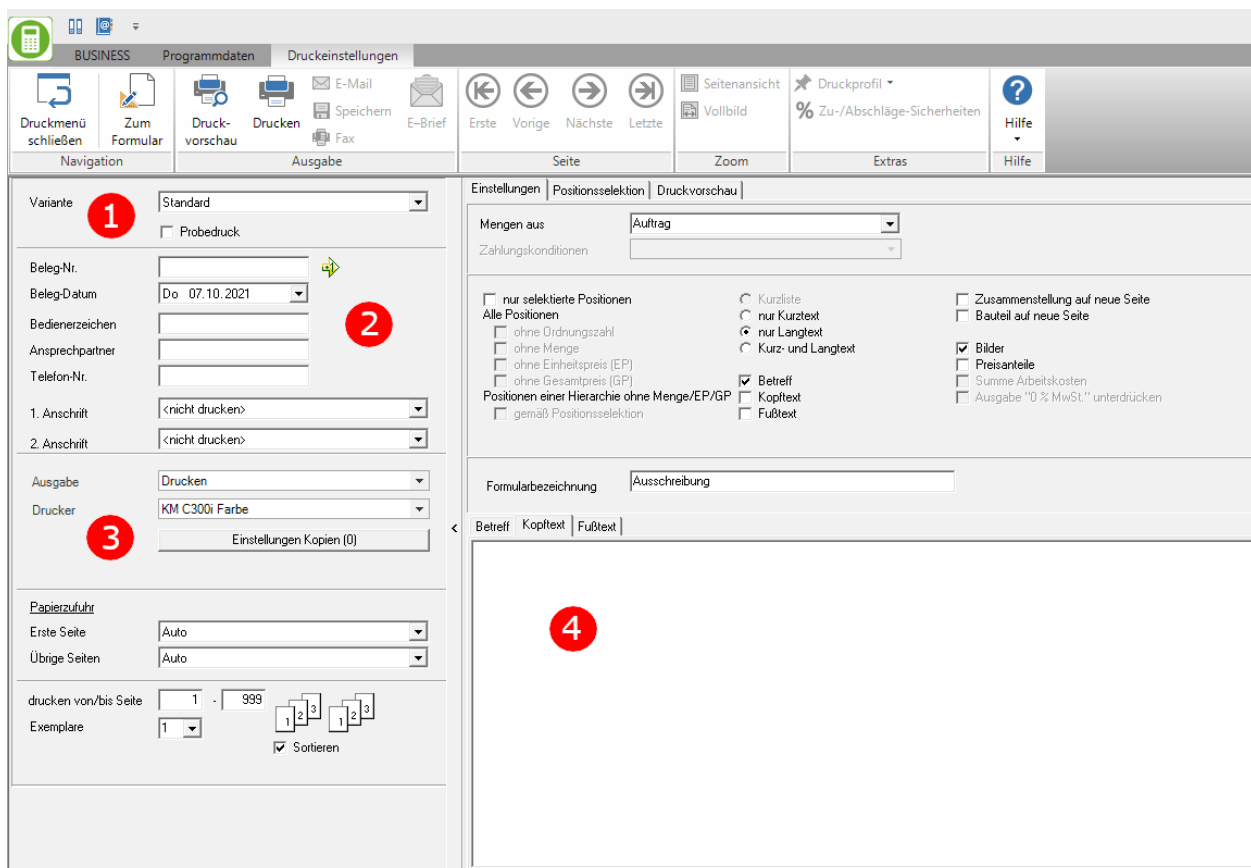 BUSINESS Programmdaten Druckeinstellungen
Druckmenü schließen
Zum Formular
Druck-vorschau
Drucken
E-Mail
Speichern
Fax
E-Brief
Erste Vorige Nächste Letzte
Seitenansicht
Vollbild
Druckprofil
% Zu-/Abschläge-Sicherheiten
Hilfe
Navigation Ausgabe Seite Zoom Extras Hilfe
Variante Standard
1
Probedruck
Beleg-Nr.
Beleg-Datum Do 07.10.2021
2
Bedienerzeichen
Ansprechpartner
Telefon-Nr.
1. Anschrift <nicht drucken>
2. Anschrift <nicht drucken>
Ausgabe Drucken
Drucker KM C300i Farbe
3
Einstellungen Kopien (0)
Papierzufuhr
Erste Seite Auto
Übrige Seiten Auto
drucken von/bis Seite 1 - 999
1 2 3 1 2 3
Exemplare 1
Sortieren
<
Einstellungen Positionsselektion Druckvorschau
Mengen aus Auftrag
Zahlungskonditionen
nur selektierte Positionen
Alle Positionen
ohne Ordnungszahl
ohne Menge
ohne Einheitspreis (EP)
ohne Gesamtpreis (GP)
Positionen einer Hierarchie ohne Menge/EP/GP
gemäß Positionsselektion
Kurzliste
nur Kurztext
nur Langtext
Kurz- und Langtext
Betreff
Kopftext
Fußtext
Zusammenstellung auf neue Seite
Bauteil auf neue Seite
Bilder
Preisanteile
Summe Arbeitskosten
Ausgabe "0 % MwSt." unterdrücken
Formularbezeichnung Ausschreibung
Betreff Kopftext Fußtext
4